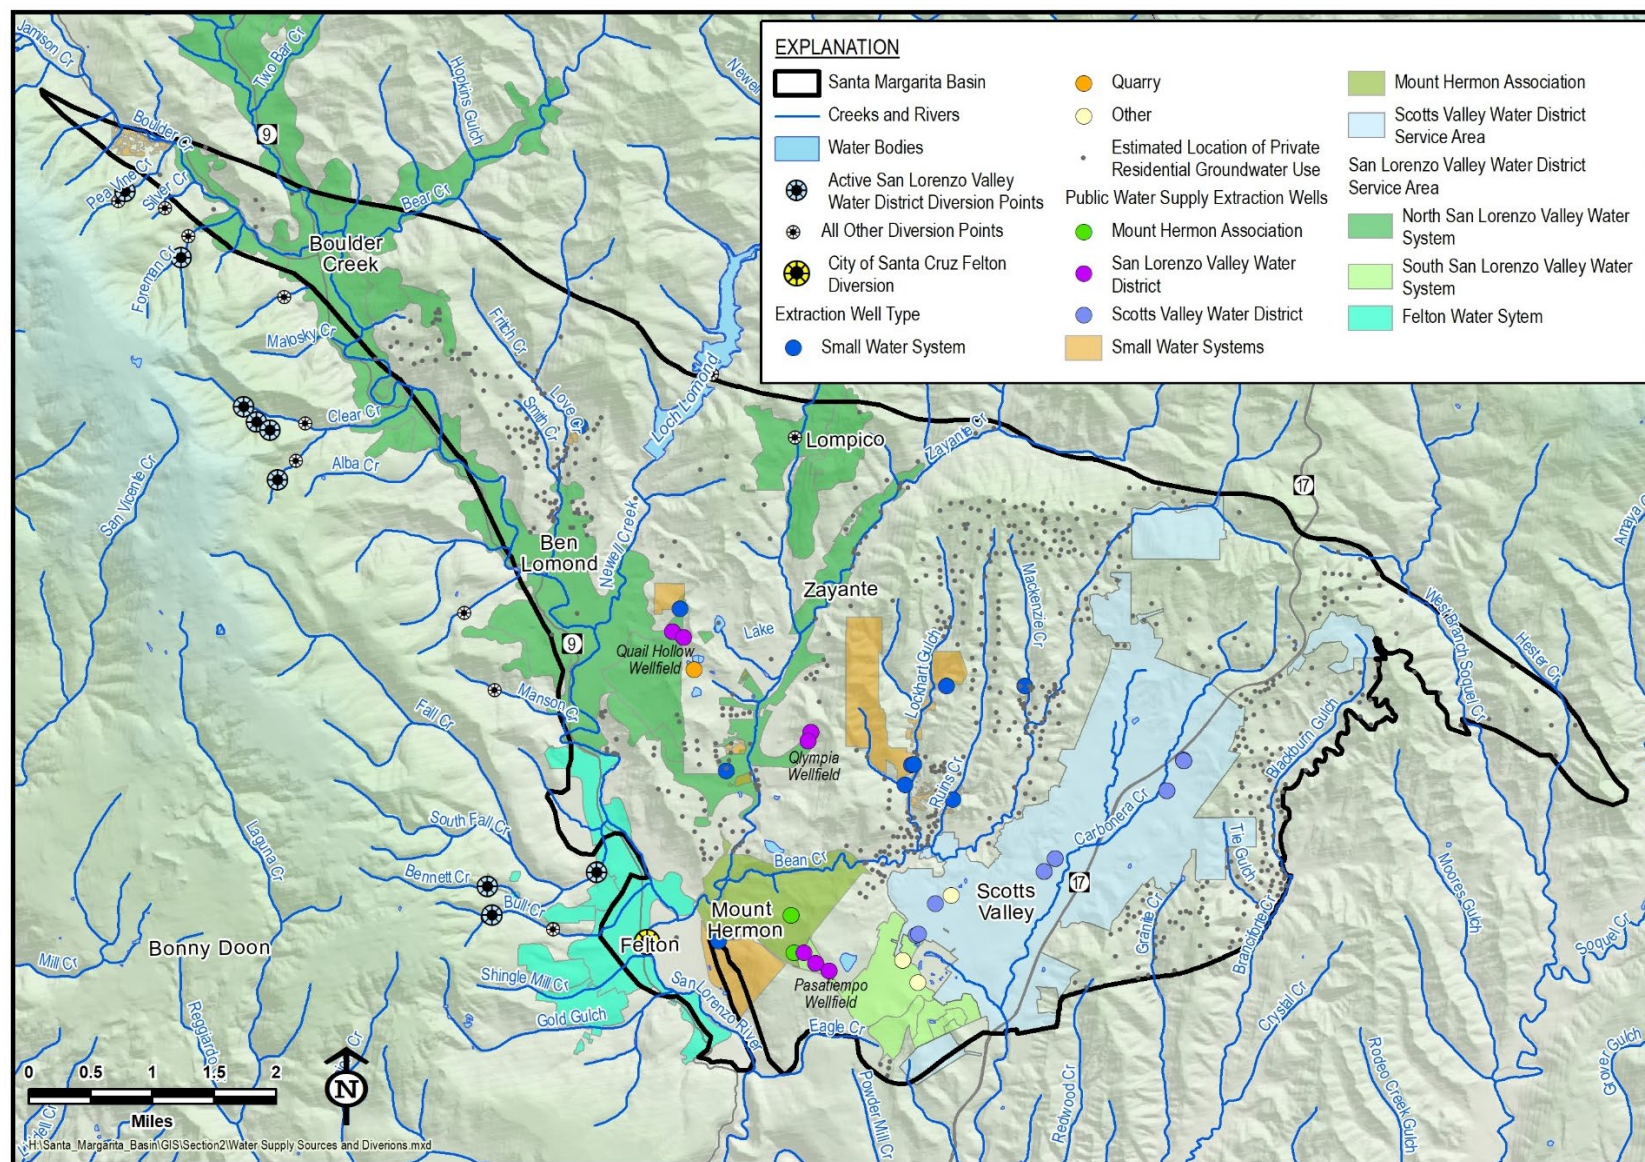 EXPLANATION
Santa Margarita Basin
Creeks and Rivers
Water Bodies
Active San Lorenzo Valley
Water District Diversion Points
All Other Diversion Points
City of Santa Cruz Felton
Diversion
Extraction Well Type
Small Water System
Quarry
Other
Estimated Location of Private
Residential Groundwater Use
Public Water Supply Extraction Wells
Mount Hermon Association
San Lorenzo Valley Water
District
Scotts Valley Water District
Small Water Systems
Mount Hermon Association
Scotts Valley Water District
Service Area
San Lorenzo Valley Water District
Service Area
North San Lorenzo Valley Water
System
South San Lorenzo Valley Water
System
Felton Water Sytem
Jamison Cr
Two Bar Cr
Hopkins Gulch
Newell
Boulder Cr
9
Pea Vine Cr
Silver Cr
Bear Cr
Boulder
Creek
Foreman Cr
Malosky Cr
Fritch Cr
Loch Lomond
Clear Cr
Love Cr
Smith Cr
Lompico
Zayante Cr
Alba Cr
San Vicente Cr
17
Amaya C
Newell Creek
Ben
Lomond
Mackenzie Cr
Zayante
West Branch Soquel Cr
Hester Cr
Lake
9
Quail Hollow
Wellfield
Lockhart Gulch
Manson Cr
Fall Cr
Blackburn Gulch
Olympia
Wellfield
Ruins Cr
Carbonera Cr
South Fall Cr
Tie Gulch
Laguna Cr
Bean Cr
Bennett Cr
Moores Gulch
17
Scotts
Valley
Bull Cr
Mount
Hermon
Granite Cr
Branciforte Cr
Felton
Bonny Doon
Soquel Cr
Mill Cr
Shingle Mill Cr
San Lorenzo River
Pasatiempo
Wellfield
Crystal Cr
Gold Gulch
Eagle Cr
Reggiardo
Cr
Powder Mill Cr
Redwood Cr
Rodeo Creek Gulch
Grover Gulch
0 0.5 1 1.5 2
Miles
N
H:\Santa_Margarita_Basin\GIS\Section2\Water Supply Sources and Diverions.mxd